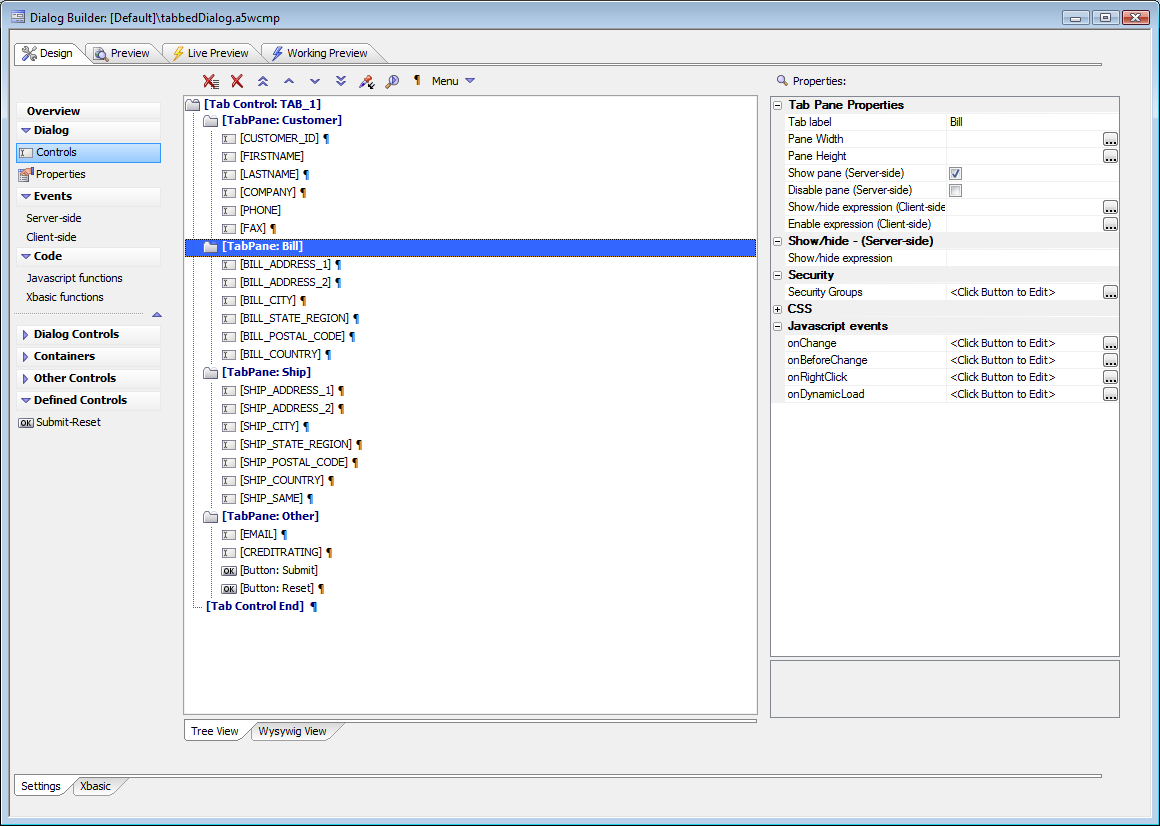 Dialog Builder: [Default]\tabbedDialog.a5wcmp
Design Preview Live Preview Working Preview
Menu
Overview
Dialog
Controls
Properties
Events
Server-side
Client-side
Code
Javascript functions
Xbasic functions
Dialog Controls
Containers
Other Controls
Defined Controls
OK Submit-Reset
[Tab Control: TAB_1]
[TabPane: Customer]
[CUSTOMER_ID] ¶
[FIRSTNAME]
[LASTNAME] ¶
[COMPANY] ¶
[PHONE]
[FAX] ¶
[TabPane: Bill]
[BILL_ADDRESS_1] ¶
[BILL_ADDRESS_2] ¶
[BILL_CITY] ¶
[BILL_STATE_REGION] ¶
[BILL_POSTAL_CODE] ¶
[BILL_COUNTRY] ¶
[TabPane: Ship]
[SHIP_ADDRESS_1] ¶
[SHIP_ADDRESS_2] ¶
[SHIP_CITY] ¶
[SHIP_STATE_REGION] ¶
[SHIP_POSTAL_CODE] ¶
[SHIP_COUNTRY] ¶
[SHIP_SAME] ¶
[TabPane: Other]
[EMAIL] ¶
[CREDITRATING] ¶
OK [Button: Submit]
OK [Button: Reset] ¶
[Tab Control End] ¶
Tree View Wysywig View
Properties:
Tab Pane Properties
Tab label Bill
Pane Width ...
Pane Height ...
Show pane (Server-side)
Disable pane (Server-side)
Show/hide expression (Client-side ...
Enable expression (Client-side) ...
Show/hide - (Server-side)
Show/hide expression
Security
Security Groups <Click Button to Edit> ...
CSS
Javascript events
onChange <Click Button to Edit> ...
onBeforeChange <Click Button to Edit> ...
onRightClick <Click Button to Edit> ...
onDynamicLoad <Click Button to Edit> ...
Settings Xbasic